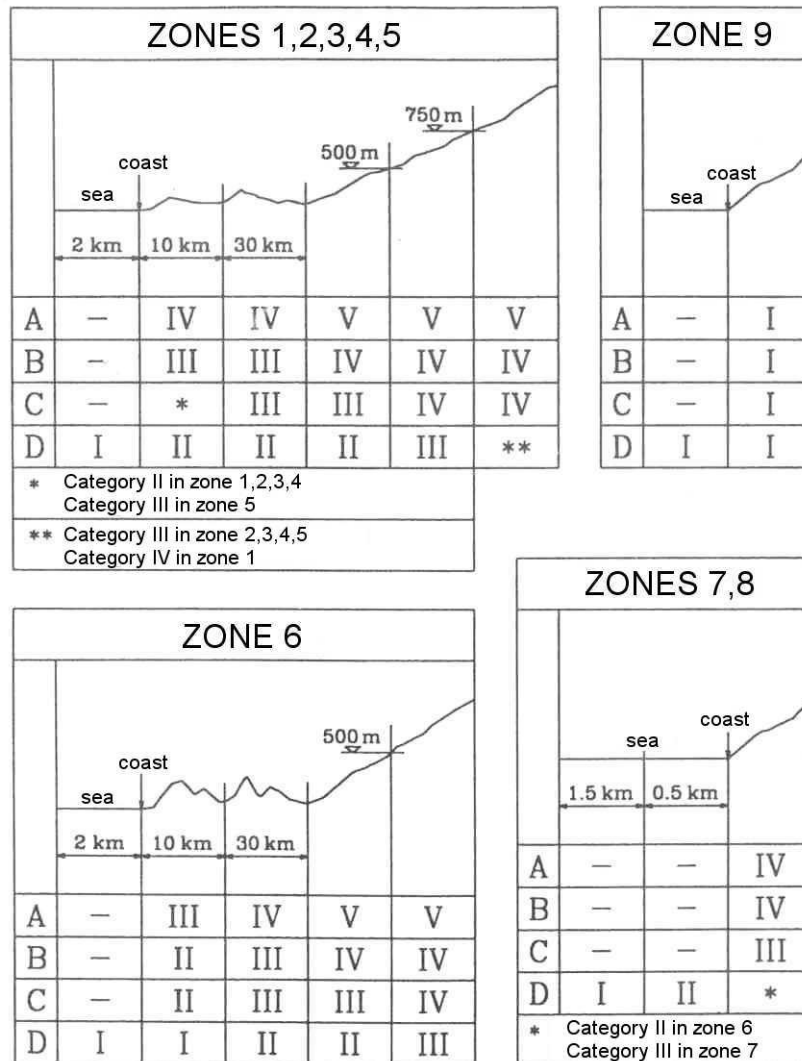 ZONES 1,2,3,4,5
750 m
500 m
coast
sea
2 km 10 km 30 km
A – IV IV V V V
B – III III IV IV IV
C – * III III IV IV
D I II II II III **
* Category II in zone 1,2,3,4
Category III in zone 5
** Category III in zone 2,3,4,5
Category IV in zone 1
ZONE 9
coast
sea
A – I
B – I
C – I
D I I
ZONE 6
500 m
coast
sea
2 km 10 km 30 km
A – III IV V V
B – II III IV IV
C – II III III IV
D I I II II III
ZONES 7,8
coast
sea
1.5 km 0.5 km
A – – IV
B – – IV
C – – III
D I II *
* Category II in zone 6
Category III in zone 7